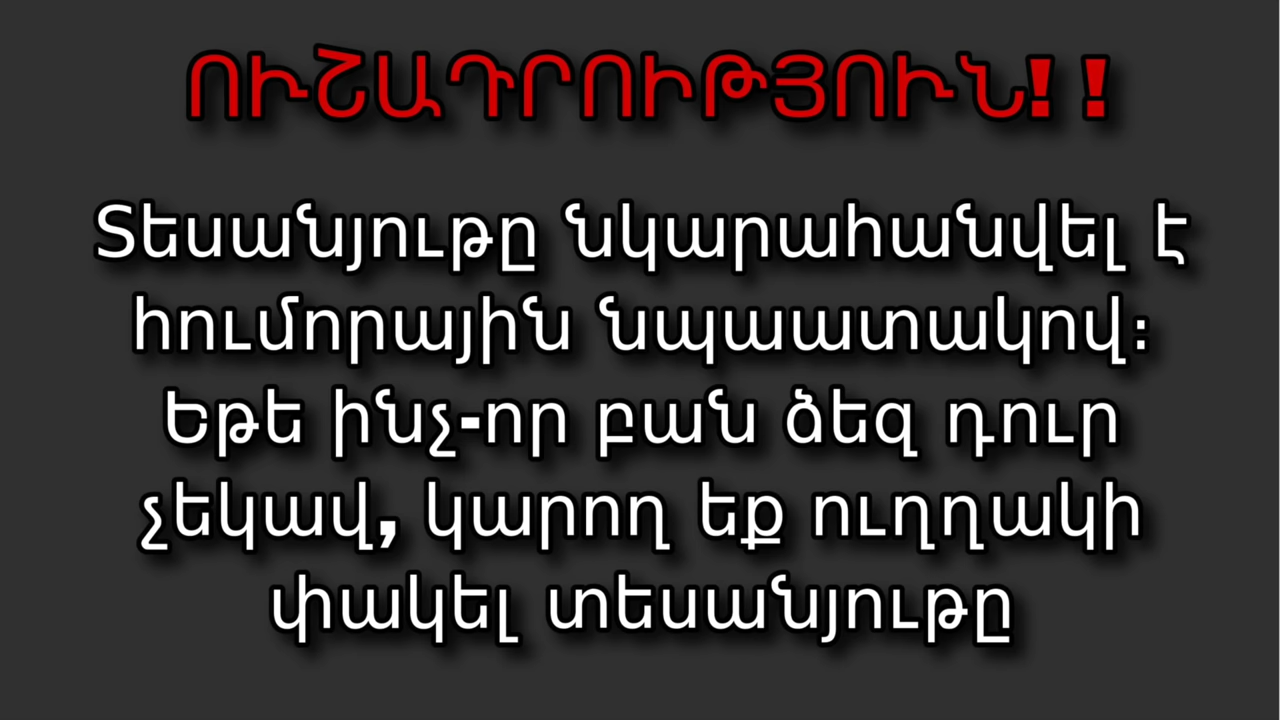 ՈՒՇԱԴՐՈՒԹՅՈՒՆ! !
Տեսանյութը նկարահանվել է
հումորային նպաատակով։
Եթե ինչ-որ բան ձեզ դուր
չեկավ, կարող եք ուղղակի
փակել տեսանյութը